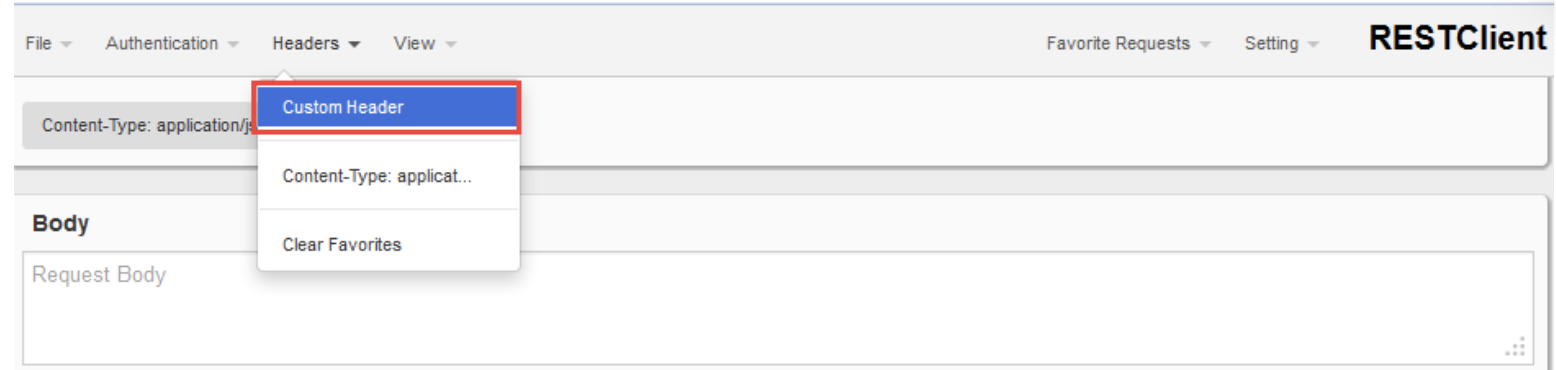 File Authentication Headers View Favorite Requests Setting RESTClient
Custom Header
Content-Type: application/js
Content-Type: applicat...
Clear Favorites
Body
Request Body